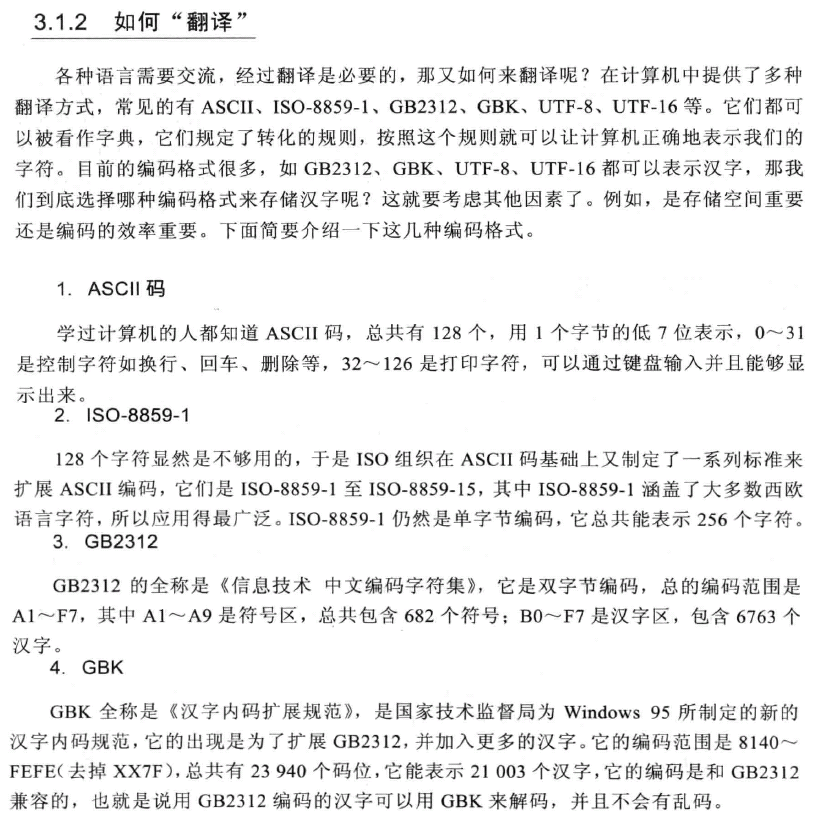 3.1.2 如何“翻译”
各种语言需要交流，经过翻译是必要的，那又如何来翻译呢？在计算机中提供了多种
翻译方式，常见的有 ASCII、ISO-8859-1、GB2312、GBK、UTF-8、UTF-16 等。它们都可
以被看作字典，它们规定了转化的规则，按照这个规则就可以让计算机正确地表示我们的
字符。目前的编码格式很多，如 GB2312、GBK、UTF-8、UTF-16 都可以表示汉字，那我
们到底选择哪种编码格式来存储汉字呢？这就要考虑其他因素了。例如，是存储空间重要
还是编码的效率重要。下面简要介绍一下这几种编码格式。
1. ASCII 码
学过计算机的人都知道 ASCII 码，总共有 128 个，用 1 个字节的低 7 位表示，0～31
是控制字符如换行、回车、删除等，32～126 是打印字符，可以通过键盘输入并且能够显
示出来。
2. ISO-8859-1
128 个字符显然是不够用的，于是 ISO 组织在 ASCII 码基础上又制定了一系列标准来
扩展 ASCII 编码，它们是 ISO-8859-1 至 ISO-8859-15，其中 ISO-8859-1 涵盖了大多数西欧
语言字符，所以应用得最广泛。ISO-8859-1 仍然是单字节编码，它总共能表示 256 个字符。
3. GB2312
GB2312 的全称是《信息技术 中文编码字符集》，它是双字节编码，总的编码范围是
A1～F7，其中 A1～A9 是符号区，总共包含 682 个符号；B0～F7 是汉字区，包含 6763 个
汉字。
4. GBK
GBK 全称是《汉字内码扩展规范》，是国家技术监督局为 Windows 95 所制定的新的
汉字内码规范，它的出现是为了扩展 GB2312，并加入更多的汉字。它的编码范围是 8140～
FEFE（去掉 XX7F），总共有 23 940 个码位，它能表示 21 003 个汉字，它的编码是和 GB2312
兼容的，也就是说用 GB2312 编码的汉字可以用 GBK 来解码，并且不会有乱码。